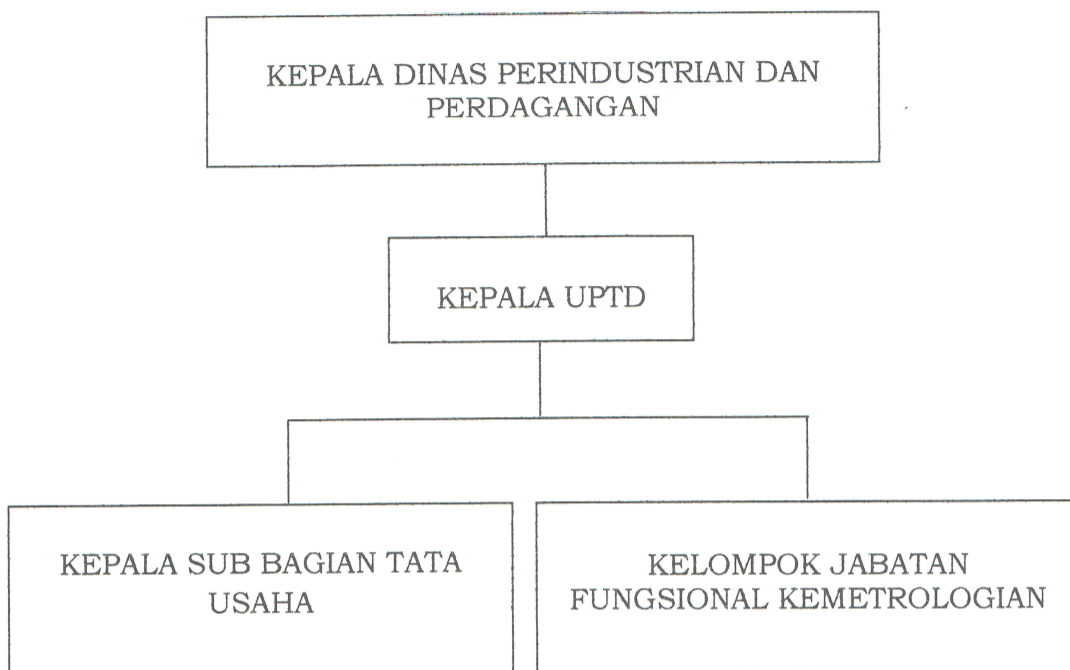 KEPALA DINAS PERINDUSTRIAN DAN
PERDAGANGAN
KEPALA UPTD
KEPALA SUB BAGIAN TATA
USAHA
KELOMPOK JABATAN
FUNGSIONAL KEMETROLOGIAN